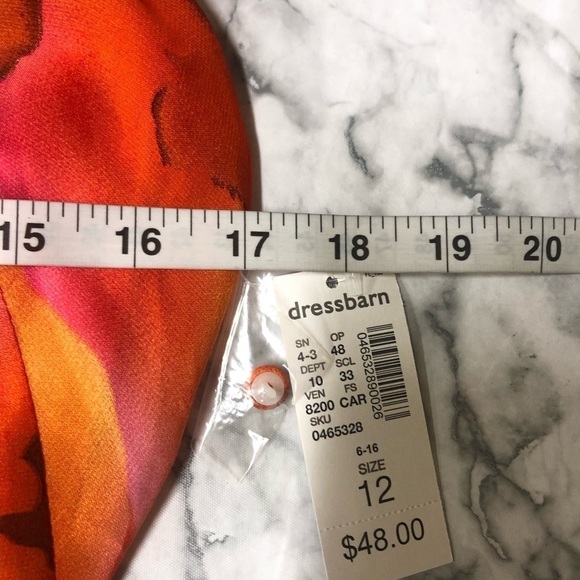 15 16 17 18 19 20
dressbarn
SN OP
4-3 48
DEPT SCL
10 33
VEN FS
8200 CAR
SKU
0465328
046532890026
6-16
SIZE
12
$48.00